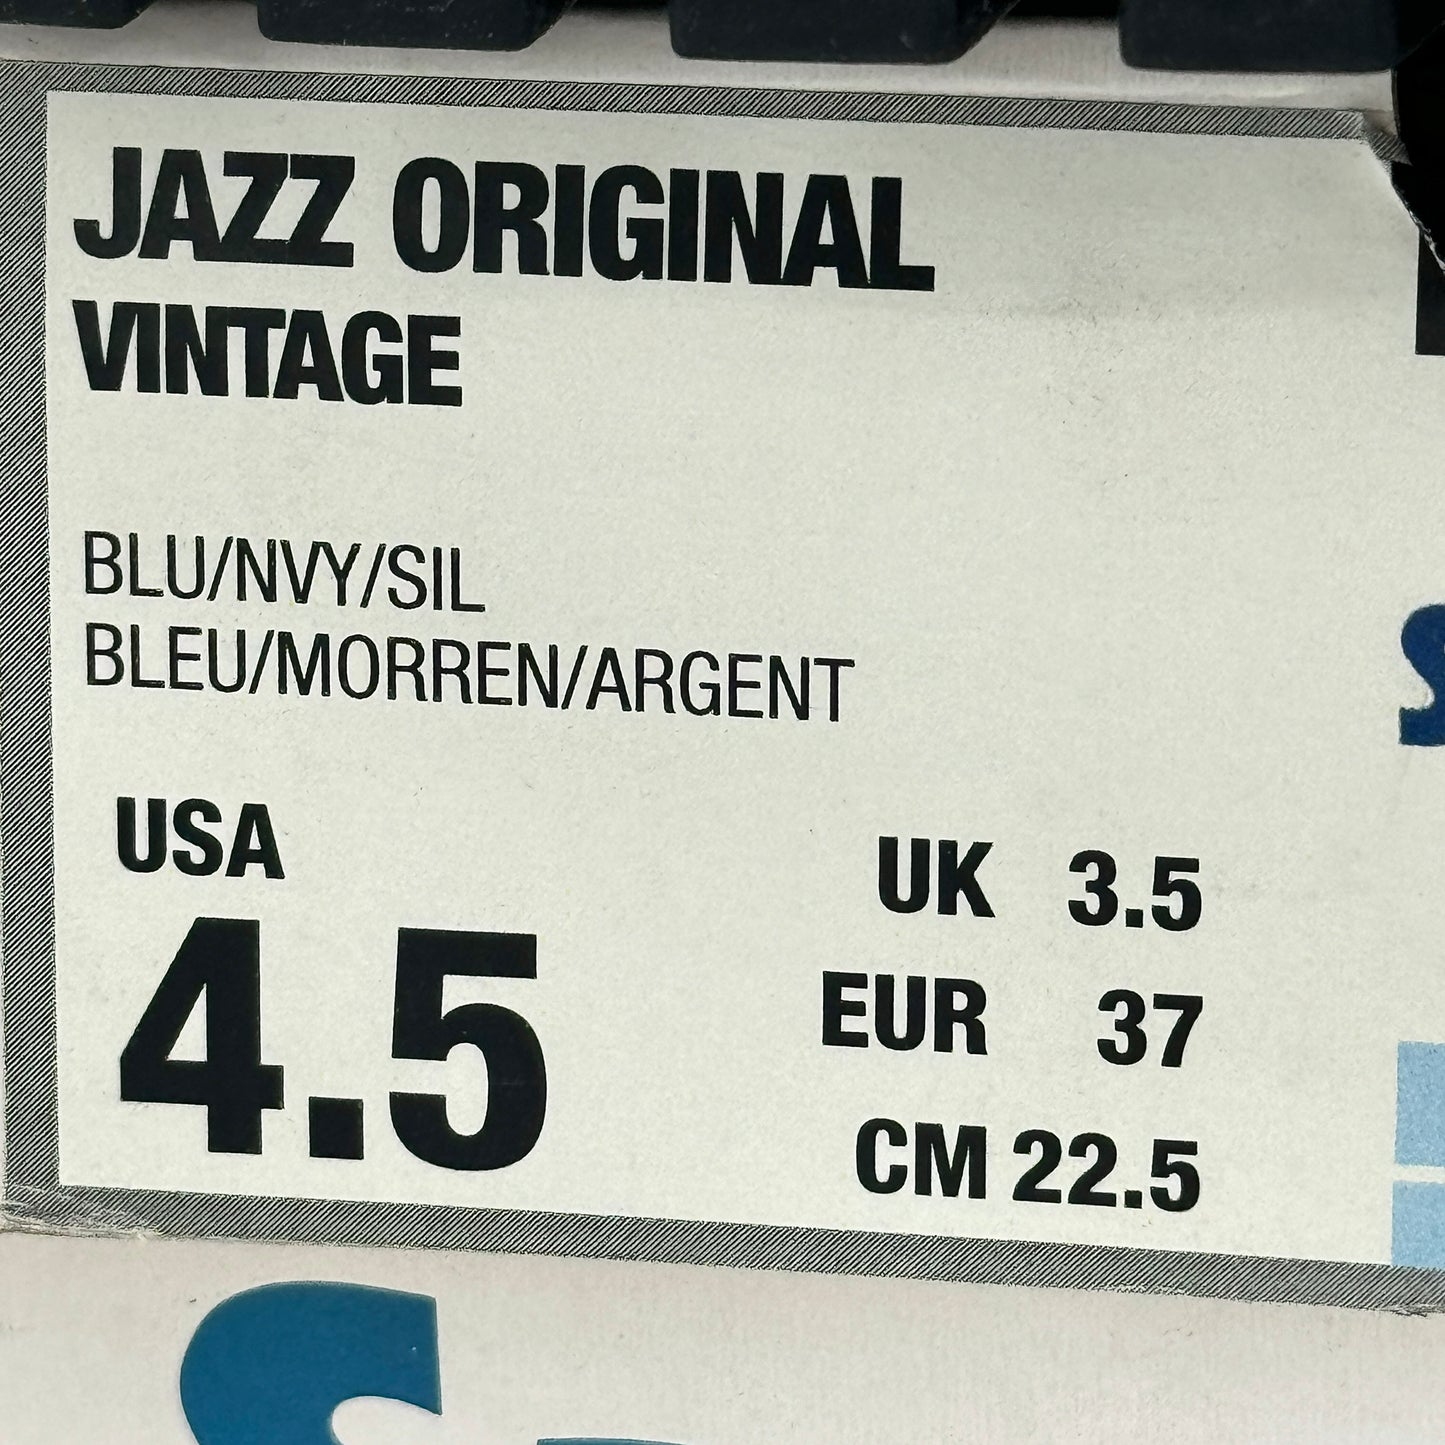 JAZZ ORIGINAL
VINTAGE
BLU/NVY/SIL
BLEU/MORREN/ARGENT
USA
4.5
UK 3.5
EUR 37
CM 22.5